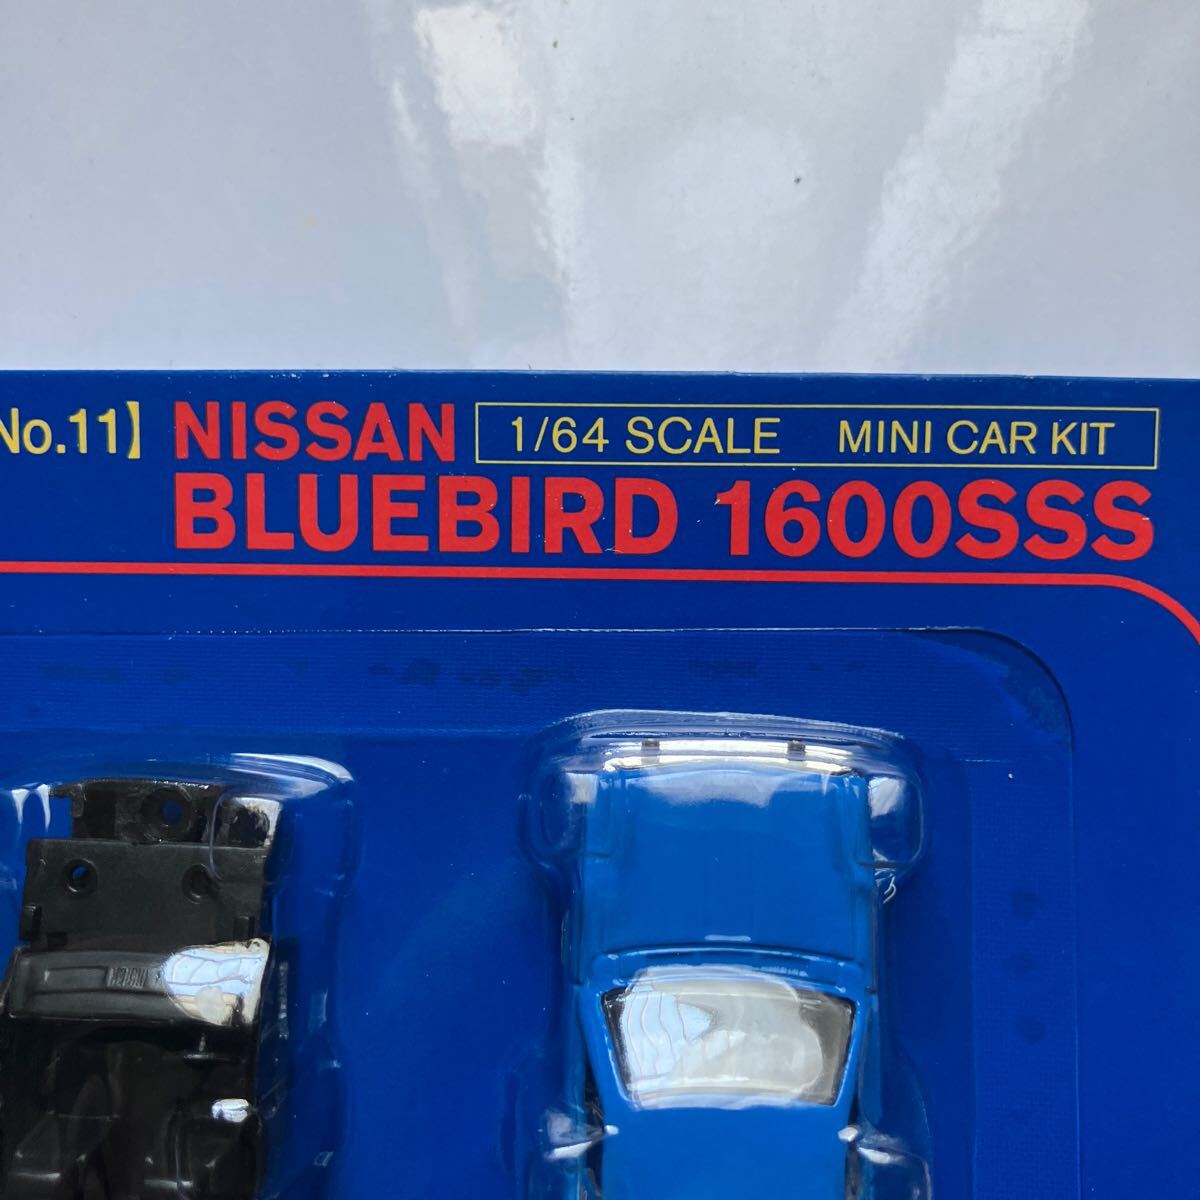 No.11】 NISSAN 1/64 SCALE MINI CAR KIT
BLUEBIRD 1600SSS